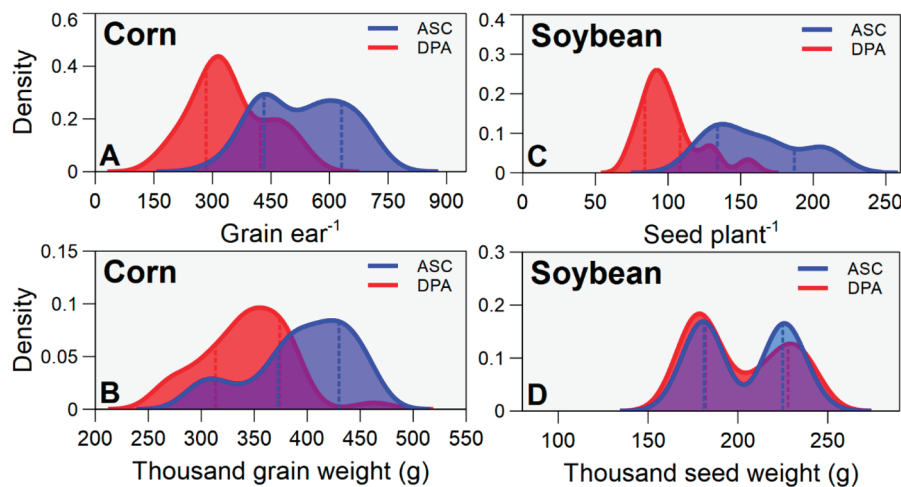 Corn
ASC
DPA
0.6
0.4
0.2
0
Density
A
0 150 300 450 600 750 900
Grain ear⁻¹
Soybean
ASC
DPA
0.4
0.3
0.2
0.1
0
C
0 50 100 150 200 250
Seed plant⁻¹
Corn
ASC
DPA
0.15
0.1
0.05
0
Density
B
200 250 300 350 400 450 500 550
Thousand grain weight (g)
Soybean
ASC
DPA
0.3
0.2
0.1
0
D
100 150 200 250
Thousand seed weight (g)